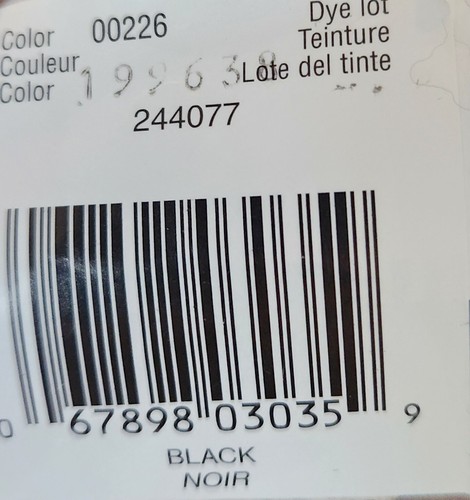 Color 00226 Dye lot
Couleur Teinture
Color Lote del tinte
244077
0 67898 03035 9
BLACK
NOIR